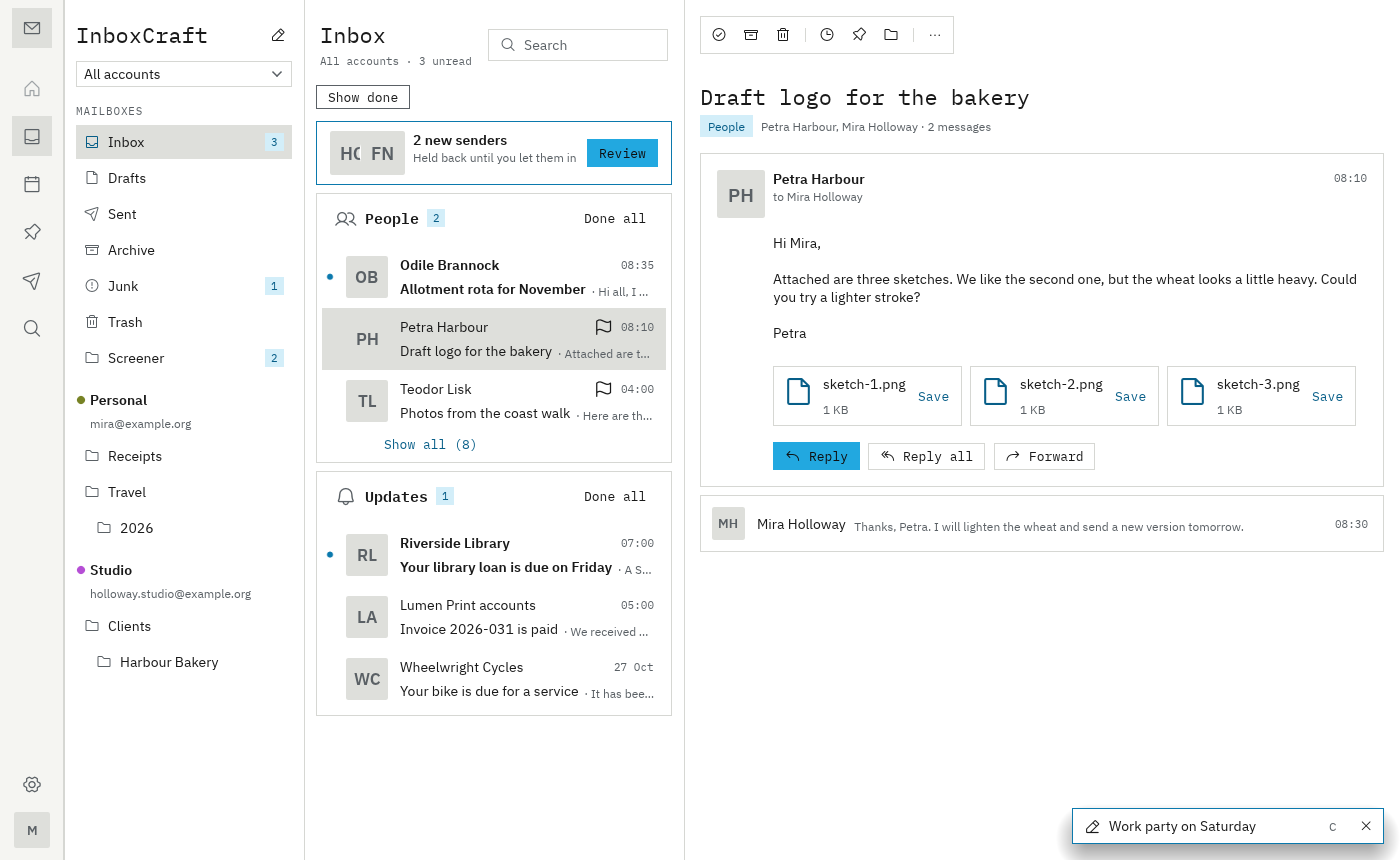 InboxCraft
All accounts
MAILBOXES
Inbox 3
Drafts
Sent
Archive
Junk 1
Trash
Screener 2
Personal
mira@example.org
Receipts
Travel
2026
Studio
holloway.studio@example.org
Clients
Harbour Bakery
M
Inbox
All accounts · 3 unread
Search
Show done
FN
2 new senders
Held back until you let them in
Review
People 2 Done all
OB
Odile Brannock 08:35
Allotment rota for November · Hi all, I ...
PH
Petra Harbour 08:10
Draft logo for the bakery · Attached are t...
TL
Teodor Lisk 04:00
Photos from the coast walk · Here are th...
Show all (8)
Updates 1 Done all
RL
Riverside Library 07:00
Your library loan is due on Friday · A S...
LA
Lumen Print accounts 05:00
Invoice 2026-031 is paid · We received ...
WC
Wheelwright Cycles 27 Oct
Your bike is due for a service · It has bee...
Draft logo for the bakery
People Petra Harbour, Mira Holloway · 2 messages
PH
Petra Harbour 08:10
to Mira Holloway
Hi Mira,
Attached are three sketches. We like the second one, but the wheat looks a little heavy. Could
you try a lighter stroke?
Petra
sketch-1.png
1 KB
Save
sketch-2.png
1 KB
Save
sketch-3.png
1 KB
Save
Reply Reply all Forward
MH Mira Holloway Thanks, Petra. I will lighten the wheat and send a new version tomorrow. 08:30
Work party on Saturday C